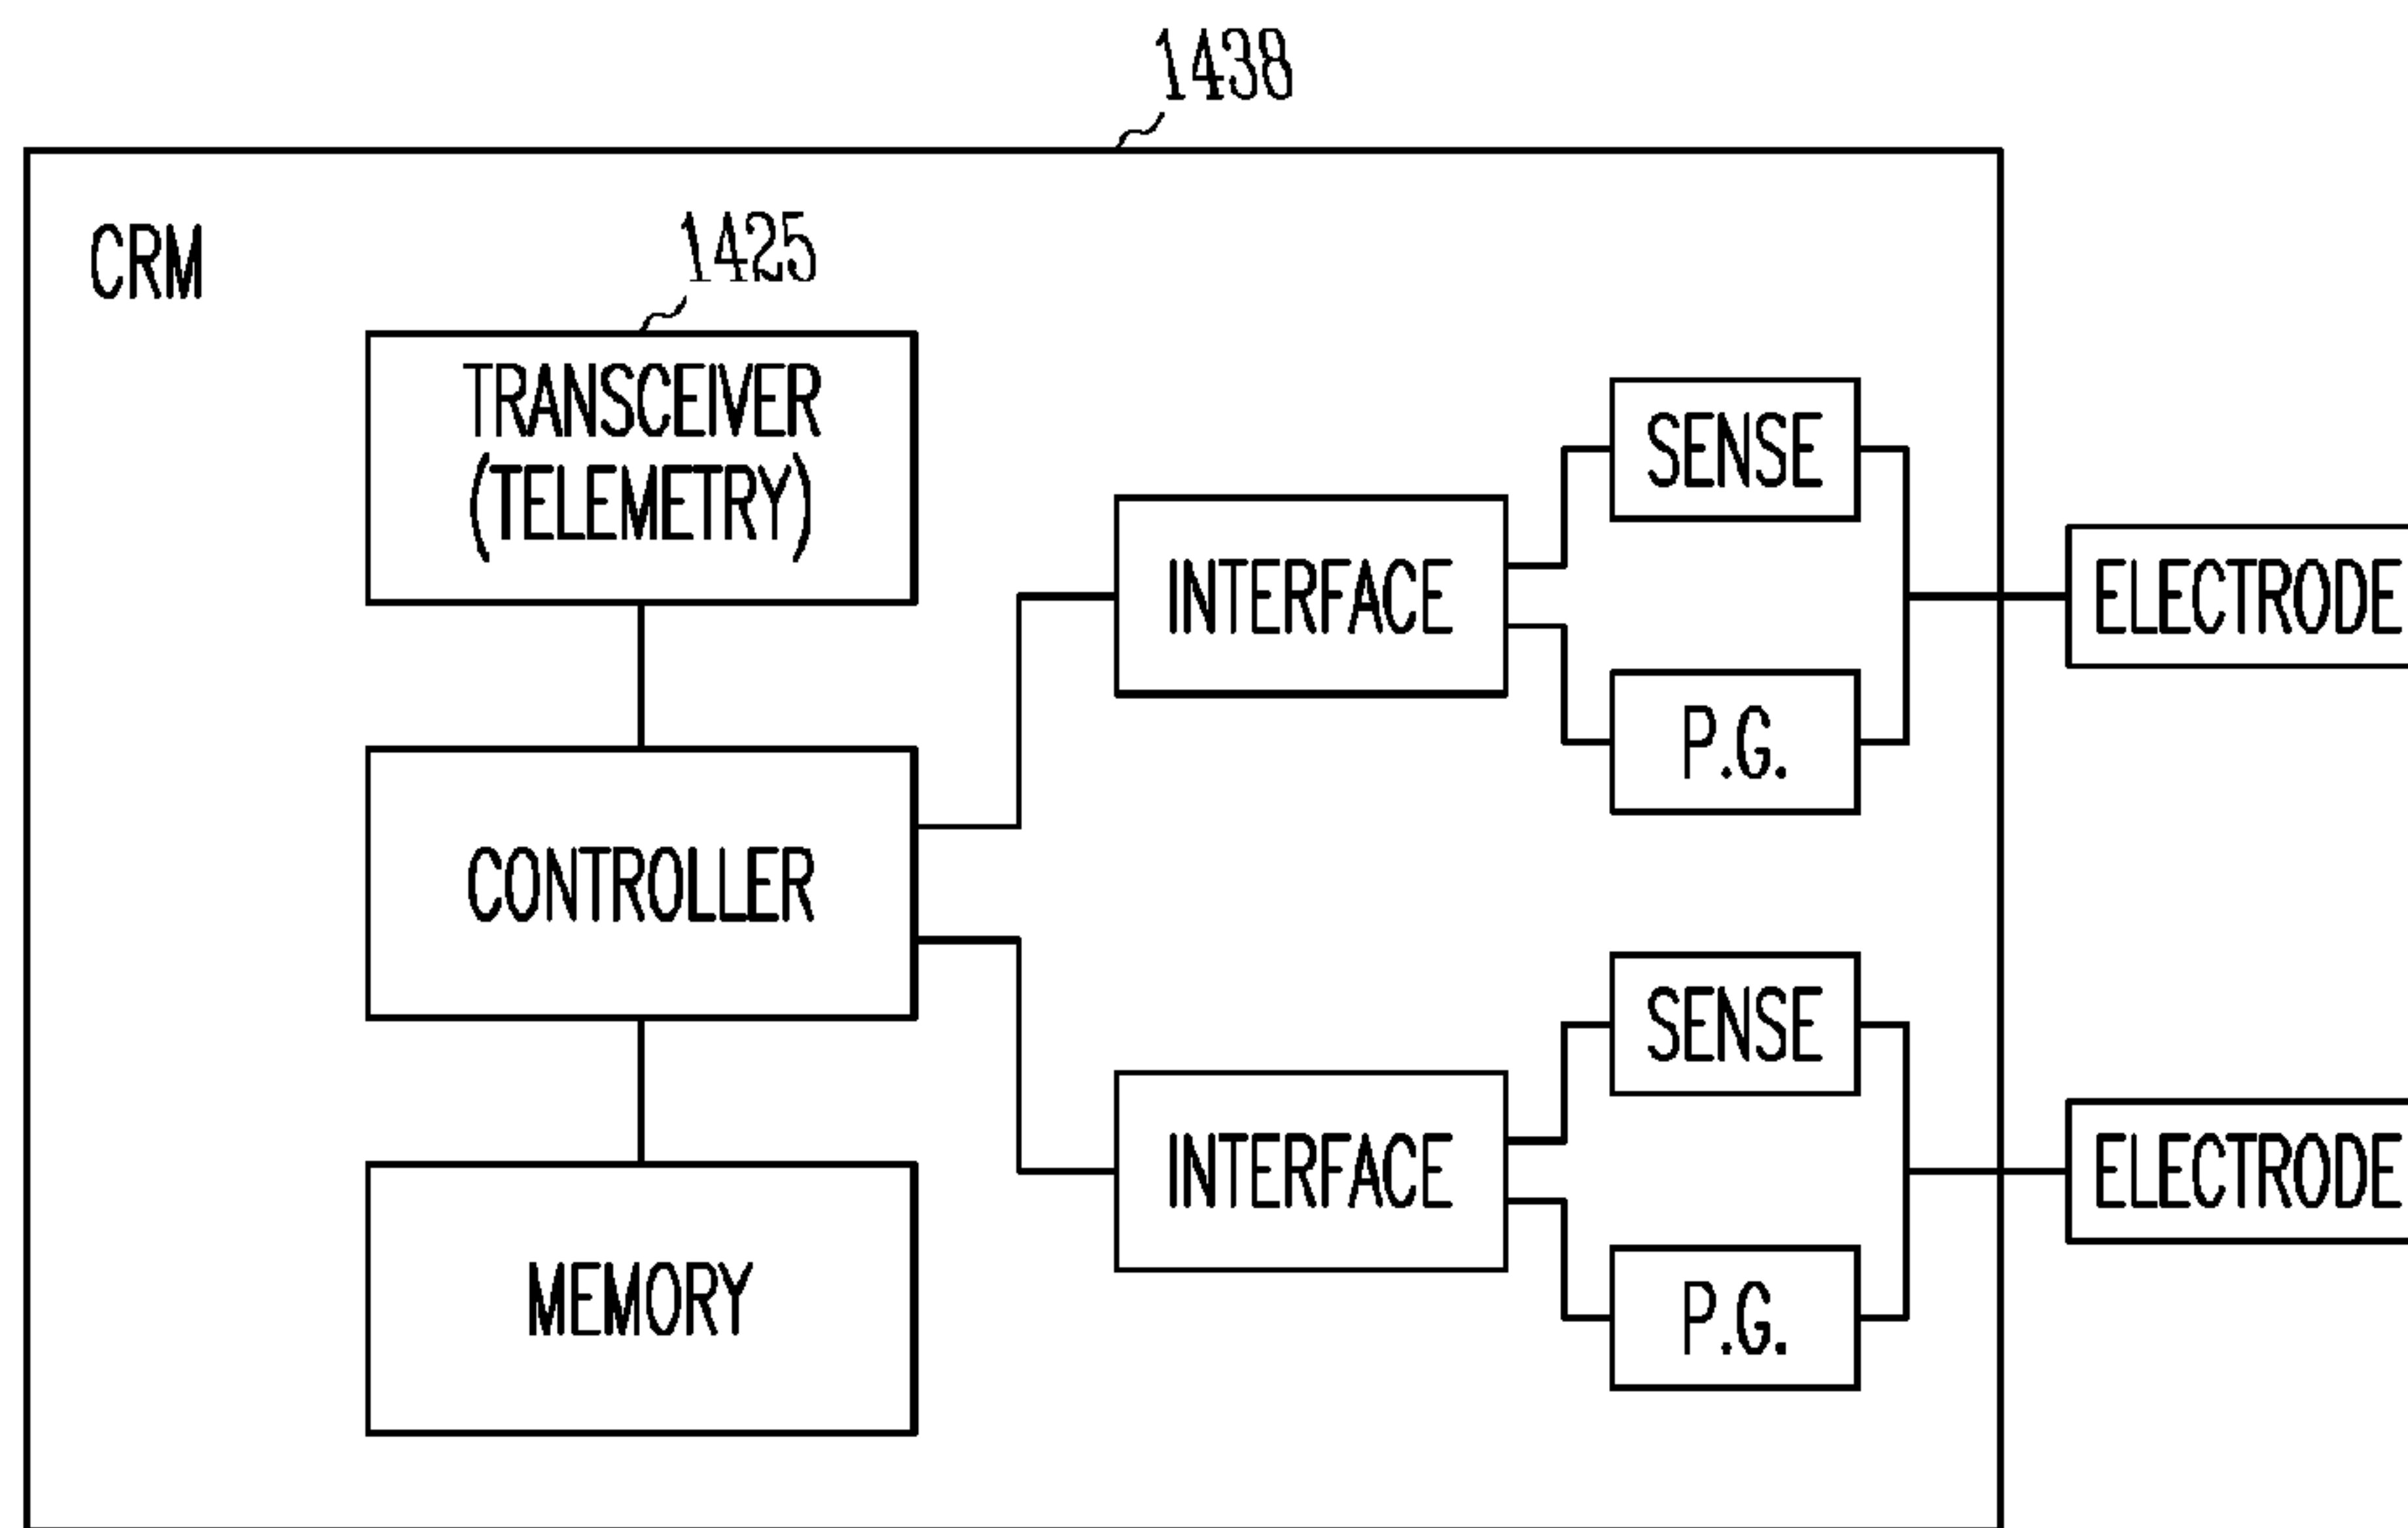 1438
CRM
1425
TRANSCEIVER
(TELEMETRY)
SENSE
INTERFACE
ELECTRODE
P.G.
CONTROLLER
SENSE
INTERFACE
ELECTRODE
P.G.
MEMORY